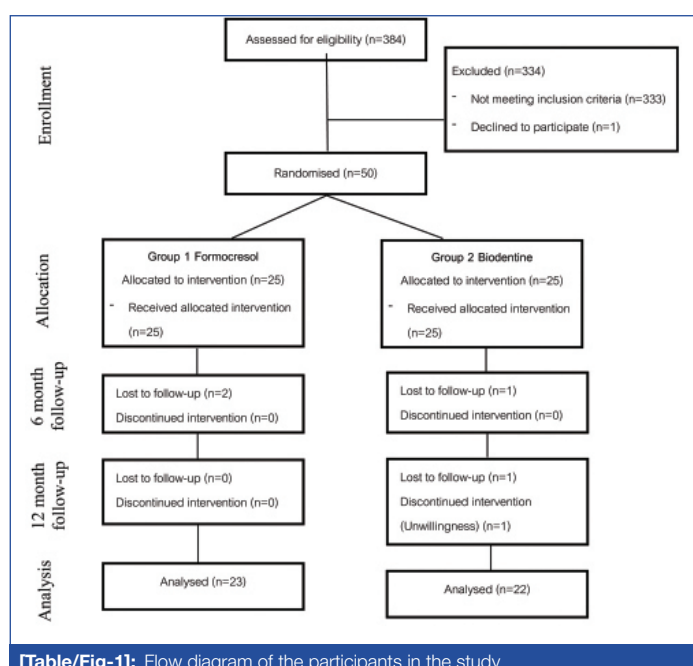 Assessed for eligibility (n=384)
Excluded (n=334)
- Not meeting inclusion criteria (n=333)
- Declined to participate (n=1)
Enrollment
Randomised (n=50)
Allocation
Group 1 Formocresol
Allocated to intervention (n=25)
- Received allocated intervention
(n=25)
Group 2 Biodentine
Allocated to intervention (n=25)
- Received allocated intervention
(n=25)
6 month
follow-up
Lost to follow-up (n=2)
Discontinued intervention (n=0)
Lost to follow-up (n=1)
Discontinued intervention (n=0)
12 month
follow-up
Lost to follow-up (n=0)
Discontinued intervention (n=0)
Lost to follow-up (n=1)
Discontinued intervention
(Unwillingness) (n=1)
Analysis
Analysed (n=23)
Analysed (n=22)
[Table/Fig-1]: Flow diagram of the participants in the study